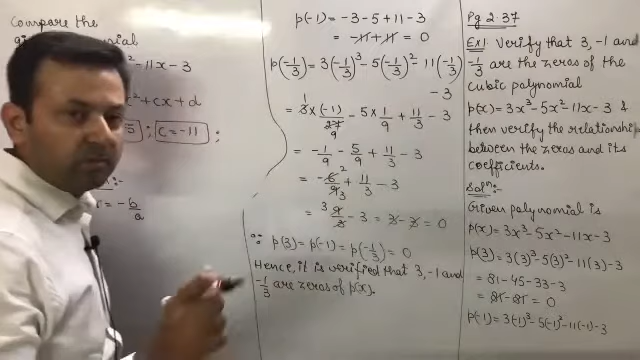 Pg 2.37
Ex1. Verify that 3, -1 and
-1/3 are the zeros of the
cubic polynomial
p(x) = 3x³-5x²-11x-3 &
then verify the relationship
between the zeros and its
coefficients.
Solⁿ:-
Given polynomial is
p(x) = 3x³-5x²-11x-3
p(3) = 3(3)³-5(3)²-11(3)-3
= 81-45-33-3
= 81-81 = 0
p(-1) = 3(-1)³-5(-1)²-11(-1)-3
p(-1) = -3-5+11-3
= -11+11 = 0
p(-1/3) = 3(-1/3)³-5(-1/3)²-11(-1/3)
-3
= 3×(-1)/27 - 5×1/9 + 11/3 - 3
= -1/9 - 5/9 + 11/3 - 3
= -6/9 + 11/3 - 3
= 9/3 - 3 = 3-3 = 0
∵ p(3) = p(-1) = p(-1/3) = 0
Hence, it is verified that 3, -1 and
-1/3 are zeros of p(x).
Compare the
² -11x-3
x²+cx+d
; c=-11 ;
= -b/a